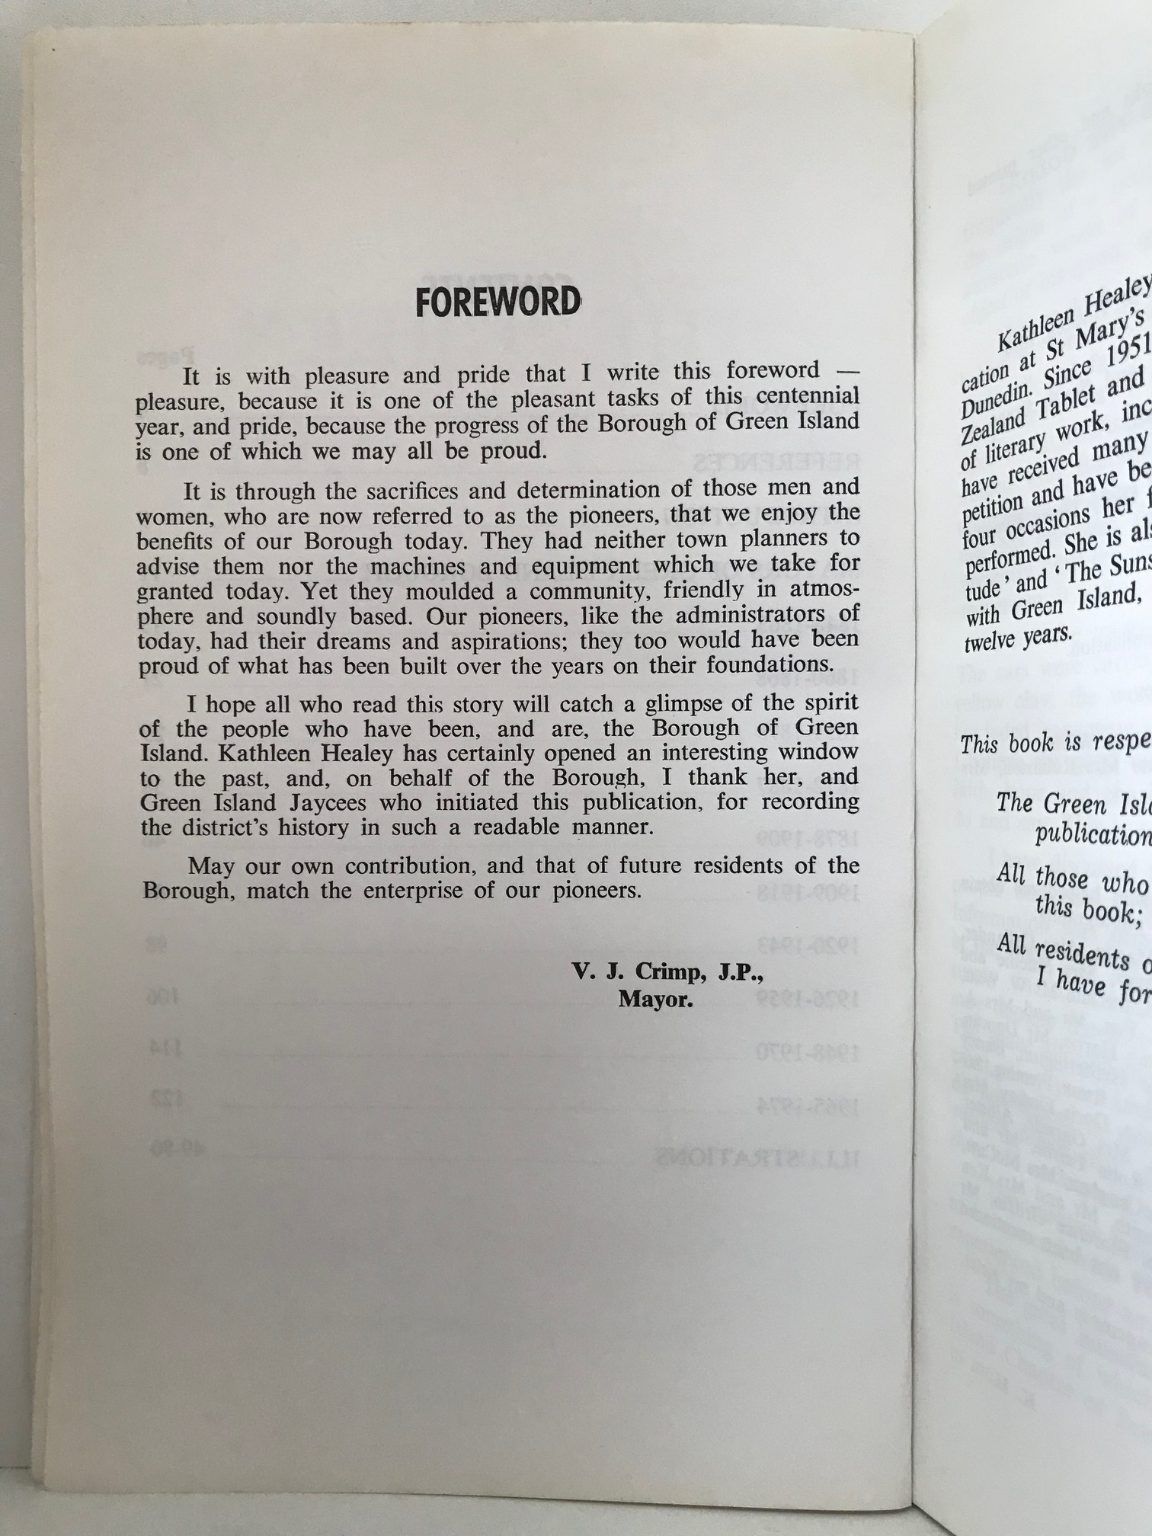 FOREWORD
It is with pleasure and pride that I write this foreword —
pleasure, because it is one of the pleasant tasks of this centennial
year, and pride, because the progress of the Borough of Green Island
is one of which we may all be proud.
It is through the sacrifices and determination of those men and
women, who are now referred to as the pioneers, that we enjoy the
benefits of our Borough today. They had neither town planners to
advise them nor the machines and equipment which we take for
granted today. Yet they moulded a community, friendly in atmos-
phere and soundly based. Our pioneers, like the administrators of
today, had their dreams and aspirations; they too would have been
proud of what has been built over the years on their foundations.
I hope all who read this story will catch a glimpse of the spirit
of the people who have been, and are, the Borough of Green
Island. Kathleen Healey has certainly opened an interesting window
to the past, and, on behalf of the Borough, I thank her, and
Green Island Jaycees who initiated this publication, for recording
the district's history in such a readable manner.
May our own contribution, and that of future residents of the
Borough, match the enterprise of our pioneers.
V. J. Crimp, J.P.,
Mayor.
Kathleen Healey
cation at St Mary's
Dunedin. Since 1951
Zealand Tablet and
of literary work, inc
have received many
petition and have be
four occasions her
performed. She is als
tude' and 'The Suns
with Green Island,
twelve years.
This book is respe
The Green Isl
publication
All those who
this book;
All residents o
I have for